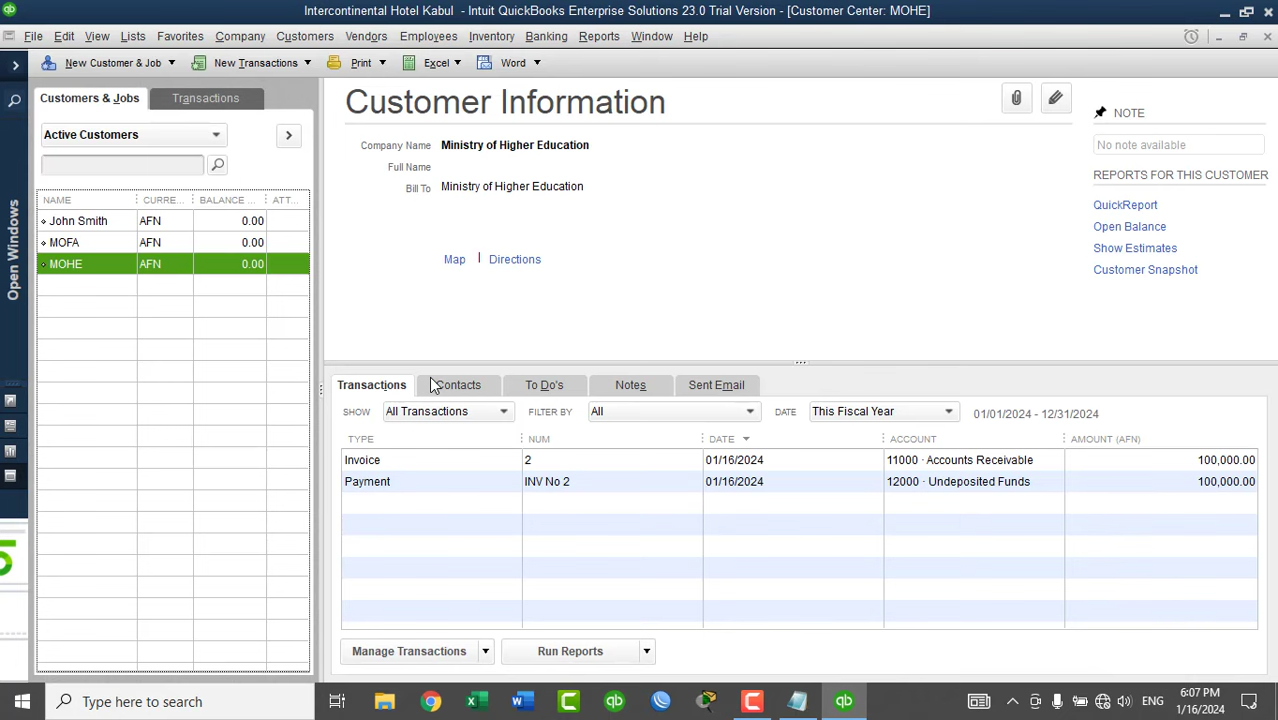 Intercontinental Hotel Kabul - Intuit QuickBooks Enterprise Solutions 23.0 Trial Version - [Customer Center: MOHE]
File Edit View Lists Favorites Company Customers Vendors Employees Inventory Banking Reports Window Help
New Customer & Job New Transactions Print Excel Word
Open Windows
Customers & Jobs Transactions
Active Customers
NAME CURRE... BALANCE ... ATT...
John Smith AFN 0.00
MOFA AFN 0.00
MOHE AFN 0.00
Customer Information
Company Name Ministry of Higher Education
Full Name
Bill To Ministry of Higher Education
Map Directions
NOTE
No note available
REPORTS FOR THIS CUSTOMER
QuickReport
Open Balance
Show Estimates
Customer Snapshot
Transactions Contacts To Do's Notes Sent Email
SHOW All Transactions FILTER BY All DATE This Fiscal Year 01/01/2024 - 12/31/2024
TYPE NUM DATE ACCOUNT AMOUNT (AFN)
Invoice 2 01/16/2024 11000 · Accounts Receivable 100,000.00
Payment INV No 2 01/16/2024 12000 · Undeposited Funds 100,000.00
Manage Transactions Run Reports
Type here to search
ENG
6:07 PM
1/16/2024